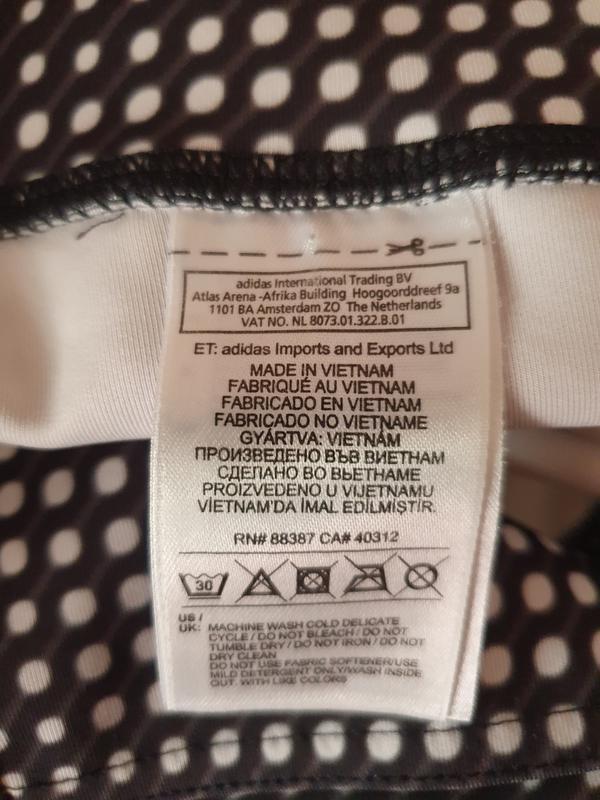 adidas International Trading BV
Atlas Arena -Afrika Building Hoogoorddreef 9a
1101 BA Amsterdam ZO The Netherlands
VAT NO. NL 8073.01.322.B.01
ET: adidas Imports and Exports Ltd
MADE IN VIETNAM
FABRIQUÉ AU VIETNAM
FABRICADO EN VIETNAM
FABRICADO NO VIETNAME
GYÁRTVA: VIETNÁM
ПРОИЗВЕДЕНО ВЪВ ВИЕТНАМ
СДЕЛАНО ВО ВЬЕТНАМЕ
PROIZVEDENO U VIJETNAMU
VİETNAM'DA İMAL EDİLMİŞTİR.
RN# 88387 CA# 40312
30
US /
UK: MACHINE WASH COLD DELICATE
CYCLE / DO NOT BLEACH / DO NOT
TUMBLE DRY / DO NOT IRON / DO NOT
DRY CLEAN
DO NOT USE FABRIC SOFTENER/USE
MILD DETERGENT ONLY/WASH INSIDE
OUT. WITH LIKE COLORS